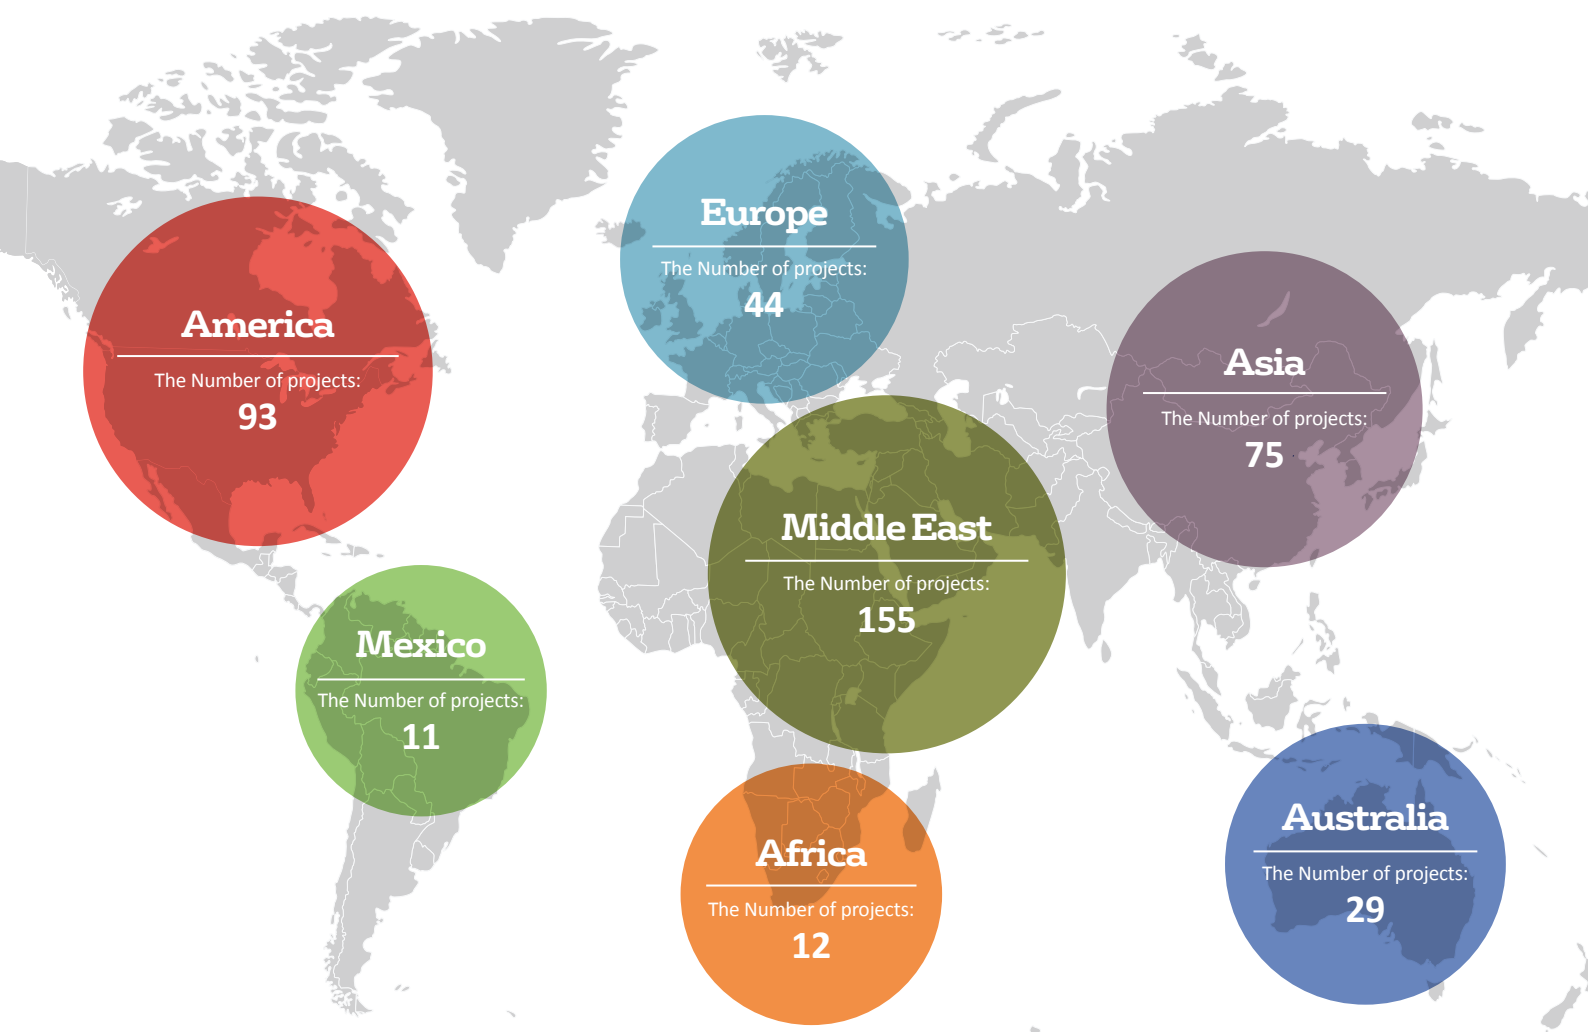 Europe
The Number of projects:
44
America
The Number of projects:
93
Asia
The Number of projects:
75
Middle East
The Number of projects:
155
Mexico
The Number of projects:
11
Africa
The Number of projects:
12
Australia
The Number of projects:
29